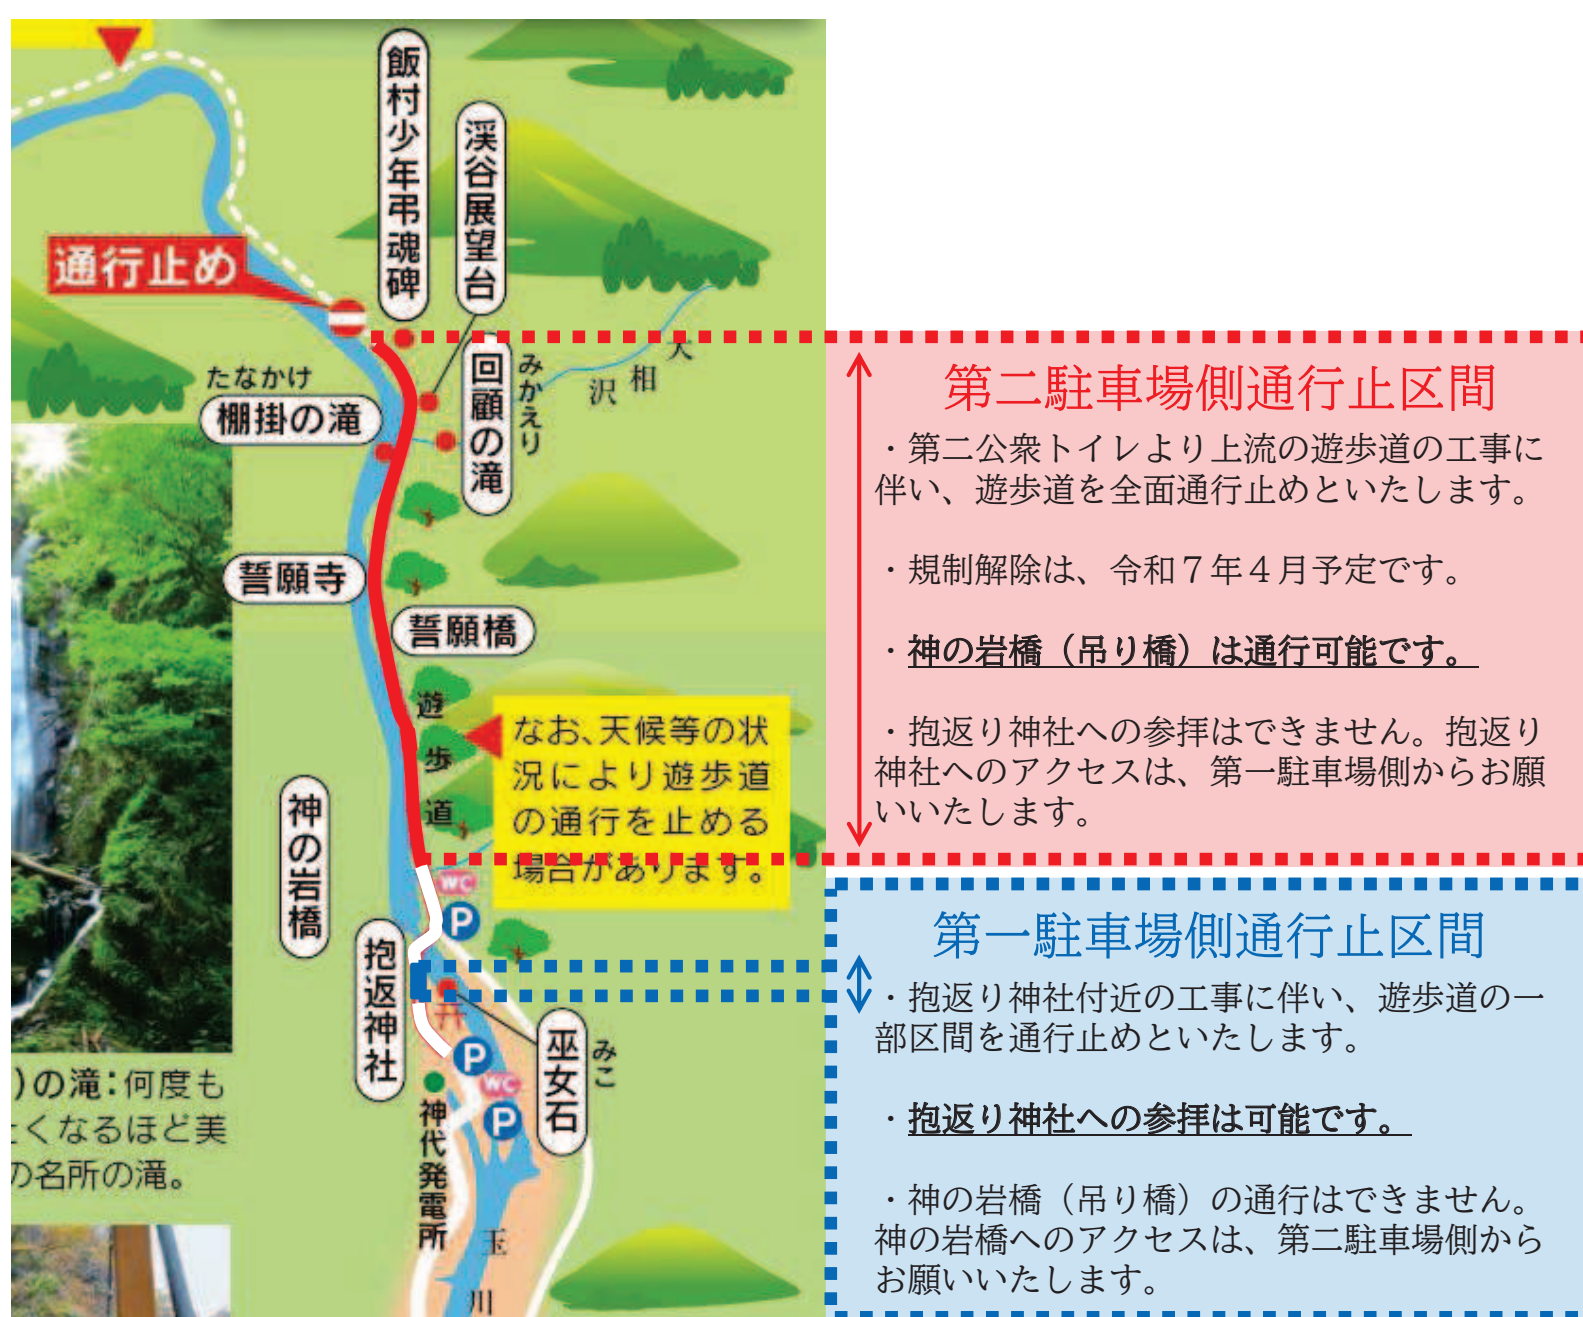 飯村少年弔魂碑
渓谷展望台
通行止め
回顧の滝
みかえり
大相沢
たなかけ
棚掛の滝
誓願寺
誓願橋
遊歩道
なお、天候等の状
況により遊歩道
の通行を止める
場合があります。
神の岩橋
WC
P
抱返神社
P
WC
P
巫女石
みこ
神代発電所
玉川
)の滝:何度も
くなるほど美
の名所の滝。
第二駐車場側通行止区間
・第二公衆トイレより上流の遊歩道の工事に
伴い、遊歩道を全面通行止めといたします。
・規制解除は、令和７年４月予定です。
・神の岩橋（吊り橋）は通行可能です。
・抱返り神社への参拝はできません。抱返り
神社へのアクセスは、第一駐車場側からお願
いいたします。
第一駐車場側通行止区間
・抱返り神社付近の工事に伴い、遊歩道の一
部区間を通行止めといたします。
・抱返り神社への参拝は可能です。
・神の岩橋（吊り橋）の通行はできません。
神の岩橋へのアクセスは、第二駐車場側から
お願いいたします。